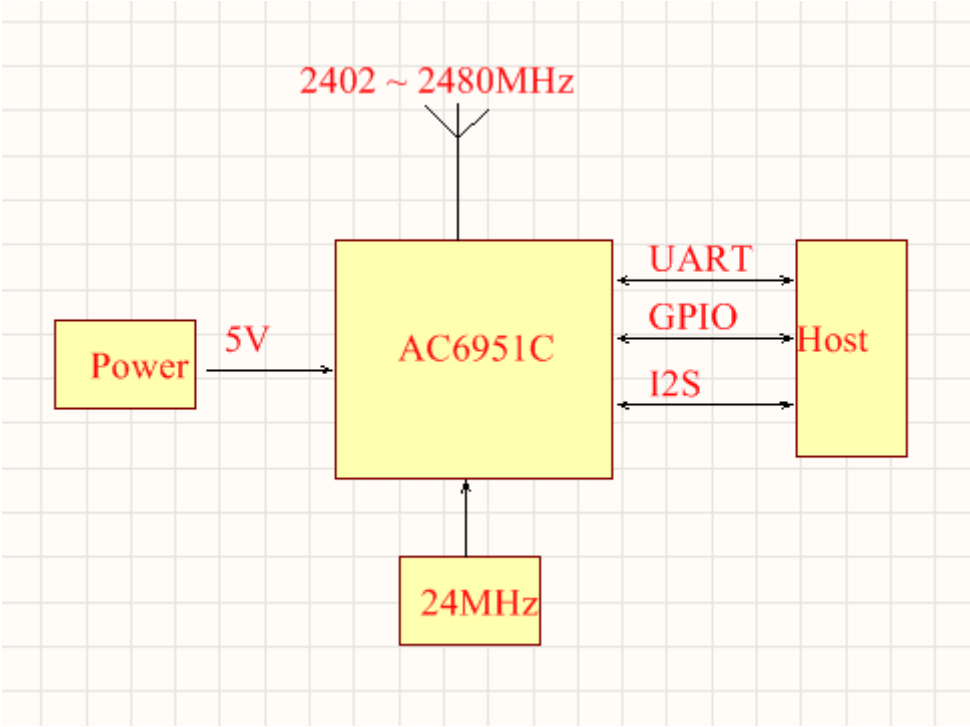 2402 ~ 2480MHz
UART
GPIO
5V
Host
AC6951C
Power
I2S
24MHz